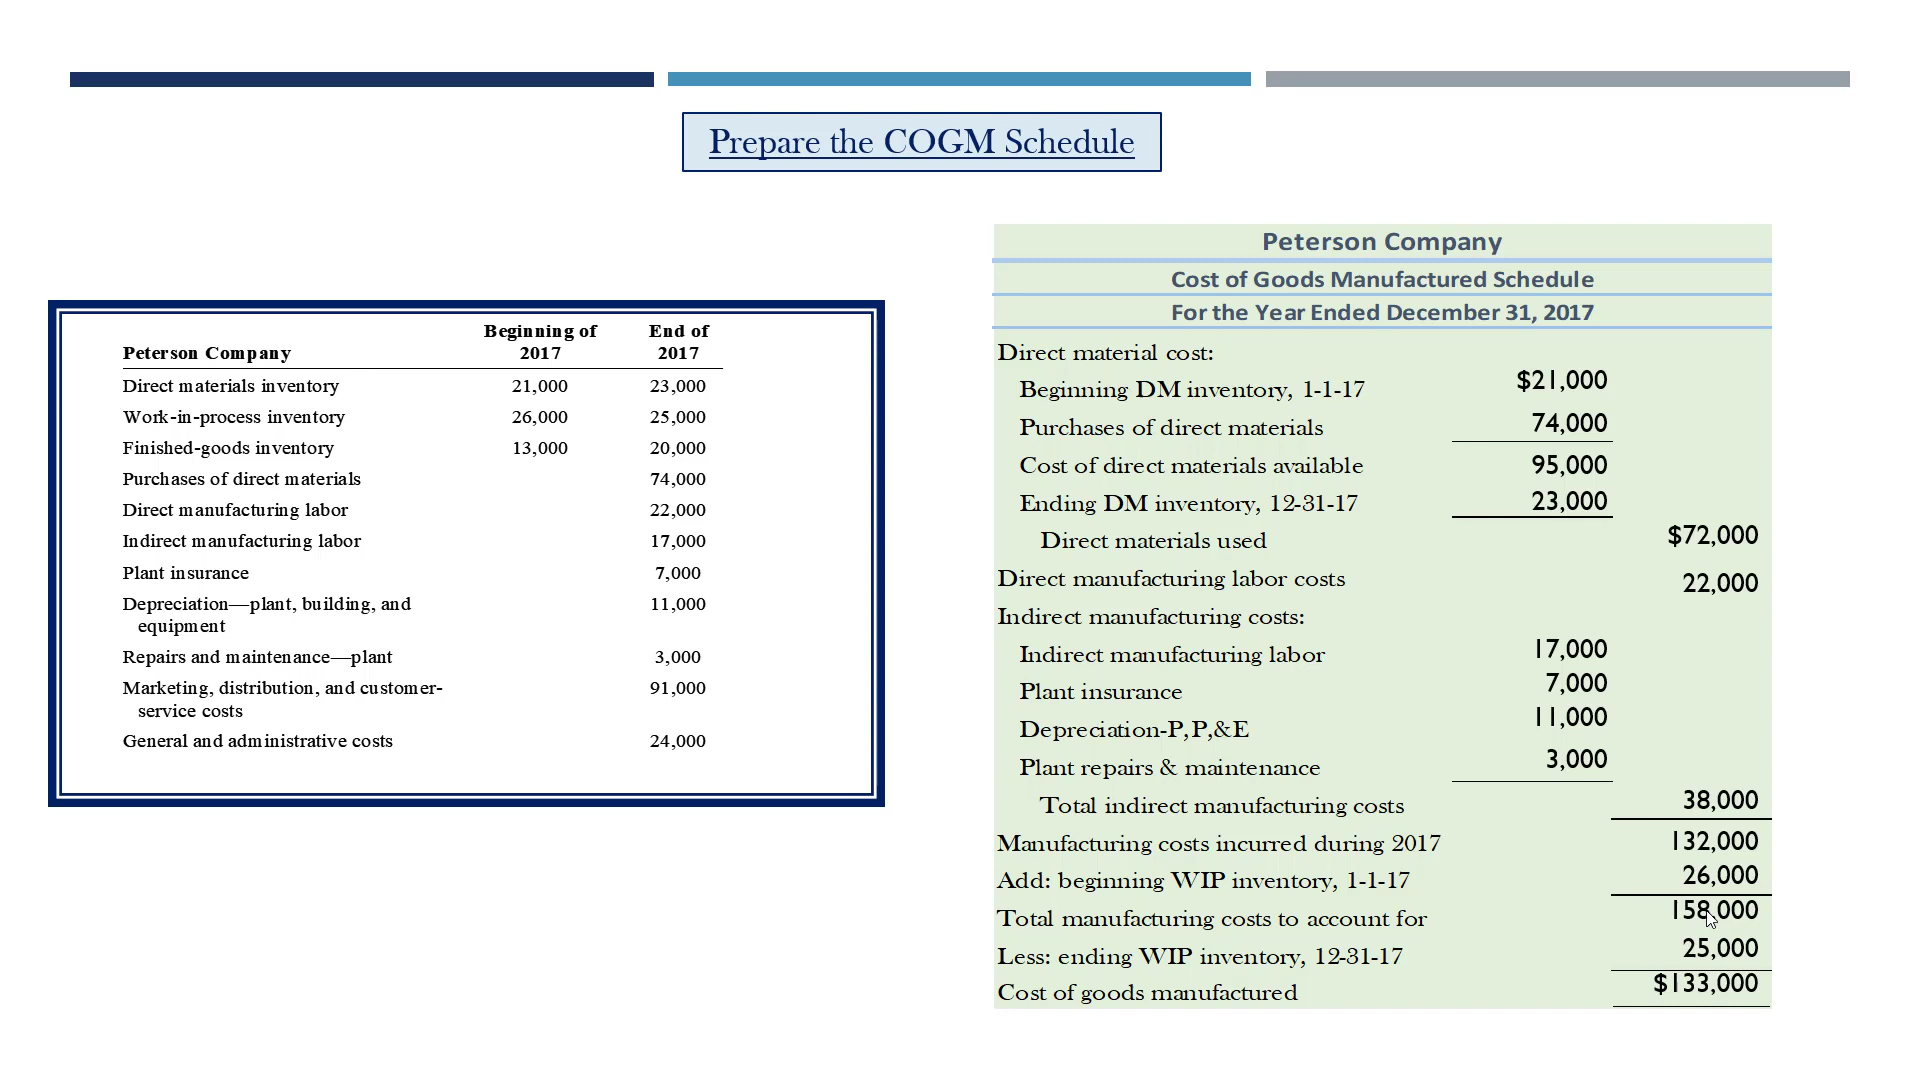 Prepare the COGM Schedule
Beginning of End of
Peterson Company 2017 2017
Direct materials inventory 21,000 23,000
Work-in-process inventory 26,000 25,000
Finished-goods inventory 13,000 20,000
Purchases of direct materials 74,000
Direct manufacturing labor 22,000
Indirect manufacturing labor 17,000
Plant insurance 7,000
Depreciation—plant, building, and 11,000
equipment
Repairs and maintenance—plant 3,000
Marketing, distribution, and customer- 91,000
service costs
General and administrative costs 24,000
Peterson Company
Cost of Goods Manufactured Schedule
For the Year Ended December 31, 2017
Direct material cost:
Beginning DM inventory, 1-1-17 $21,000
Purchases of direct materials 74,000
Cost of direct materials available 95,000
Ending DM inventory, 12-31-17 23,000
Direct materials used $72,000
Direct manufacturing labor costs 22,000
Indirect manufacturing costs:
Indirect manufacturing labor 17,000
Plant insurance 7,000
Depreciation-P,P,&E 11,000
Plant repairs & maintenance 3,000
Total indirect manufacturing costs 38,000
Manufacturing costs incurred during 2017 132,000
Add: beginning WIP inventory, 1-1-17 26,000
Total manufacturing costs to account for 158,000
Less: ending WIP inventory, 12-31-17 25,000
Cost of goods manufactured $133,000